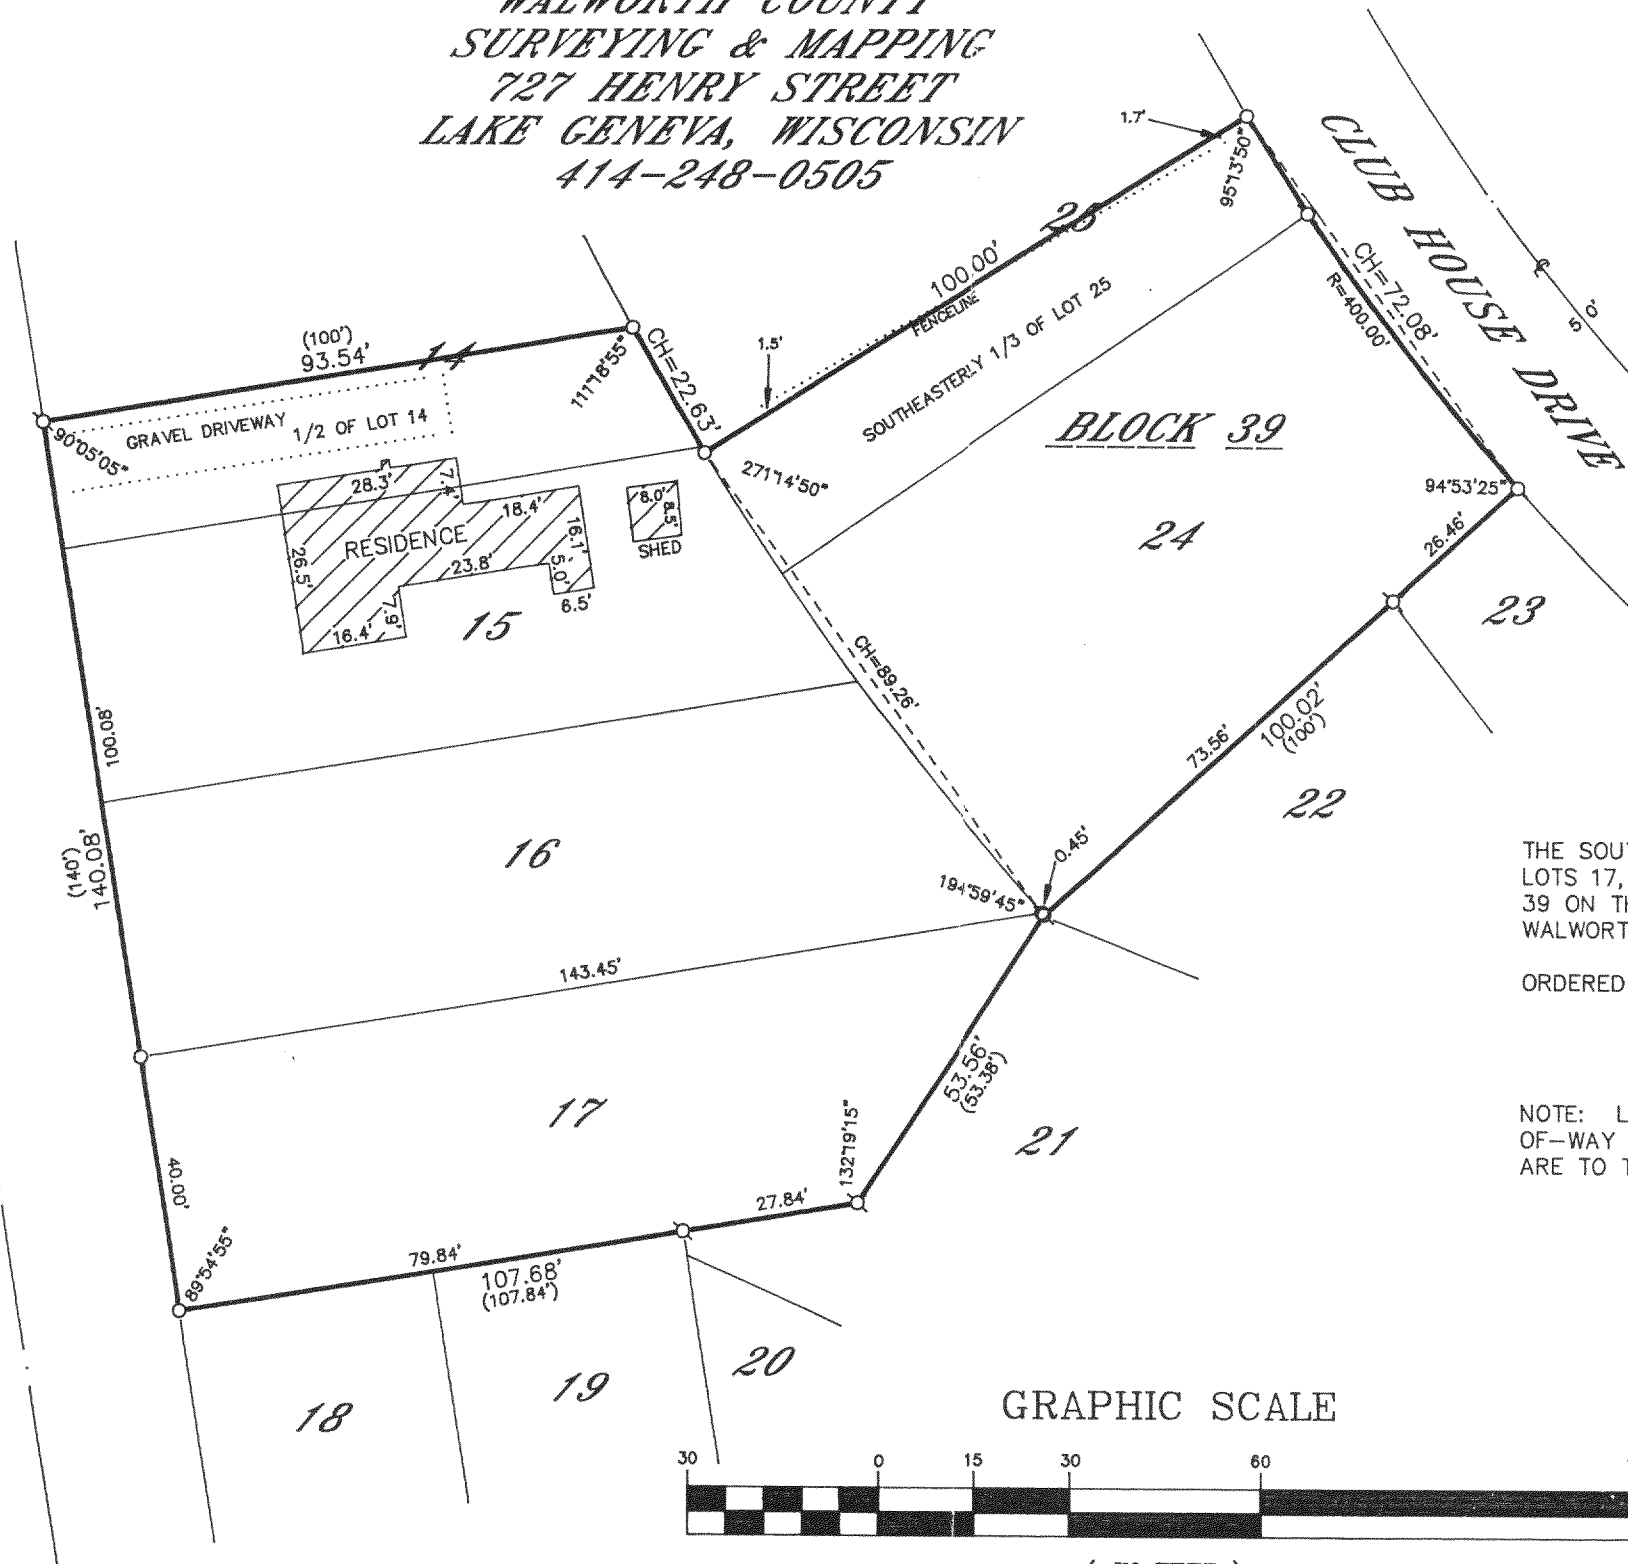 WALWORTH COUNTY
SURVEYING & MAPPING
727 HENRY STREET
LAKE GENEVA, WISCONSIN
414-248-0505
1.7'
95°13'50"
CLUB HOUSE DRIVE
25
100.00'
FENCELINE
SOUTHEASTERLY 1/3 OF LOT 25
CH=72.08'
R=400.00'
50'
(100')
93.54'
14
111°18'55"
CH=22.63'
1.5'
90°05'05"
GRAVEL DRIVEWAY
1/2 OF LOT 14
BLOCK 39
271°14'50"
94°53'25"
28.3'
7.4'
18.4'
8.0'
8.5'
SHED
RESIDENCE
26.5'
23.8'
16.1'
5.0'
6.5'
7.9'
16.4'
15
24
26.46'
23
CH=89.26'
100.08'
73.56'
100.02'
(100')
22
(140')
140.08'
16
0.45'
194°59'45"
THE SOU
LOTS 17,
39 ON TH
WALWORT
ORDERED
143.45'
53.56'
(53.38')
17
21
132°19'15"
NOTE: L
OF-WAY
ARE TO T
40.00'
27.84'
89°54'55"
79.84'
107.68'
(107.84')
18
19
20
GRAPHIC SCALE
30 0 15 30 60